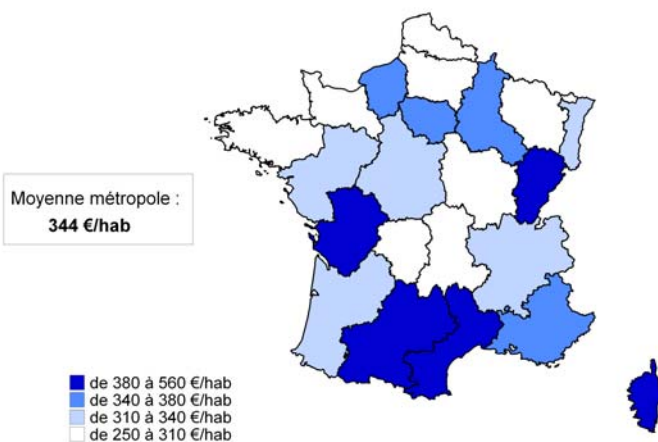 Moyenne métropole :
344 €/hab
de 380 à 560 €/hab
de 340 à 380 €/hab
de 310 à 340 €/hab
de 250 à 310 €/hab